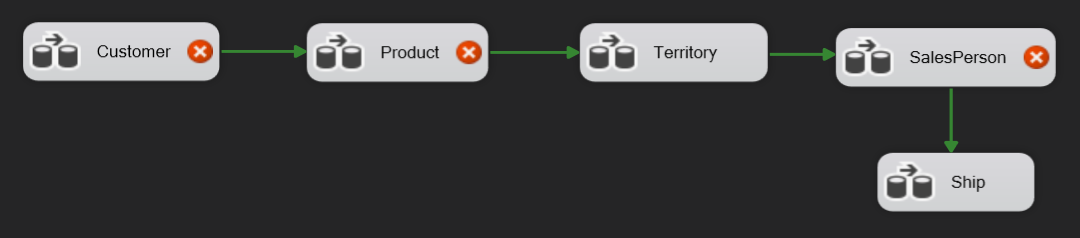 Customer
Product
Territory
SalesPerson
Ship